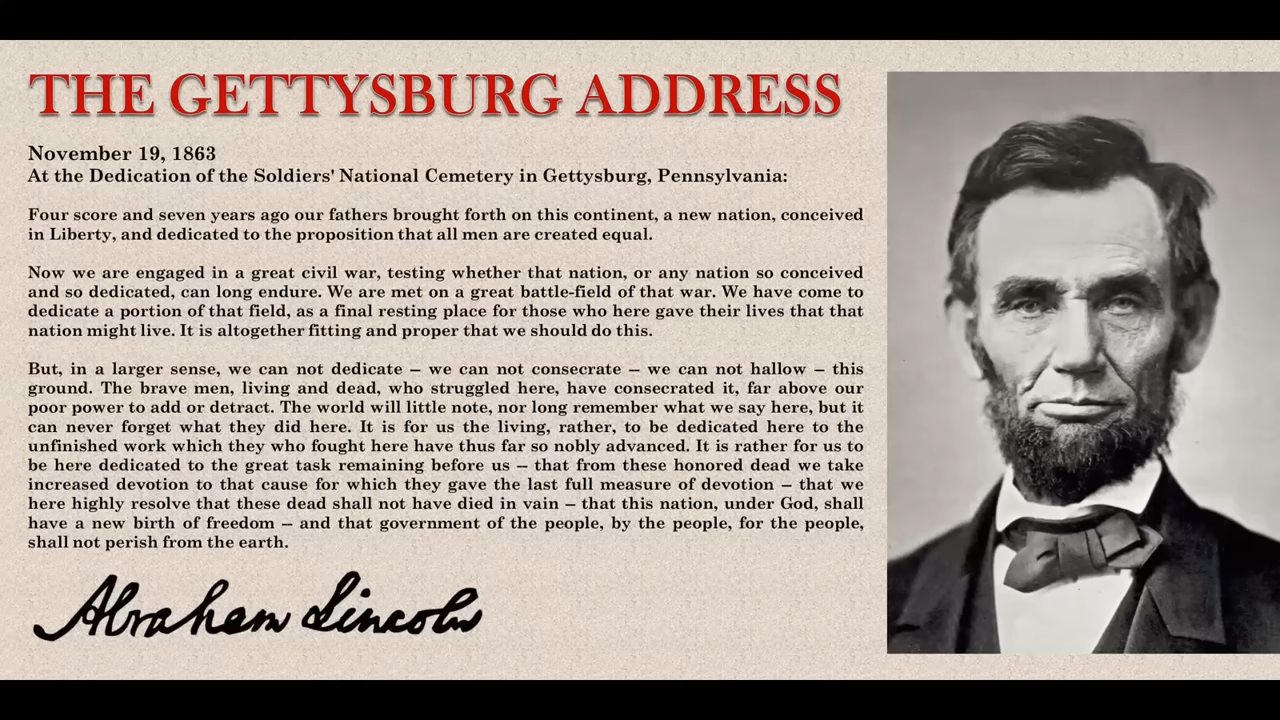 THE GETTYSBURG ADDRESS
November 19, 1863
At the Dedication of the Soldiers' National Cemetery in Gettysburg, Pennsylvania:
Four score and seven years ago our fathers brought forth on this continent, a new nation, conceived
in Liberty, and dedicated to the proposition that all men are created equal.
Now we are engaged in a great civil war, testing whether that nation, or any nation so conceived
and so dedicated, can long endure. We are met on a great battle-field of that war. We have come to
dedicate a portion of that field, as a final resting place for those who here gave their lives that that
nation might live. It is altogether fitting and proper that we should do this.
But, in a larger sense, we can not dedicate – we can not consecrate – we can not hallow – this
ground. The brave men, living and dead, who struggled here, have consecrated it, far above our
poor power to add or detract. The world will little note, nor long remember what we say here, but it
can never forget what they did here. It is for us the living, rather, to be dedicated here to the
unfinished work which they who fought here have thus far so nobly advanced. It is rather for us to
be here dedicated to the great task remaining before us – that from these honored dead we take
increased devotion to that cause for which they gave the last full measure of devotion – that we
here highly resolve that these dead shall not have died in vain – that this nation, under God, shall
have a new birth of freedom – and that government of the people, by the people, for the people,
shall not perish from the earth.
Abraham Lincoln